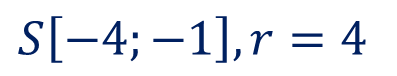 S[−4; −1], r = 4